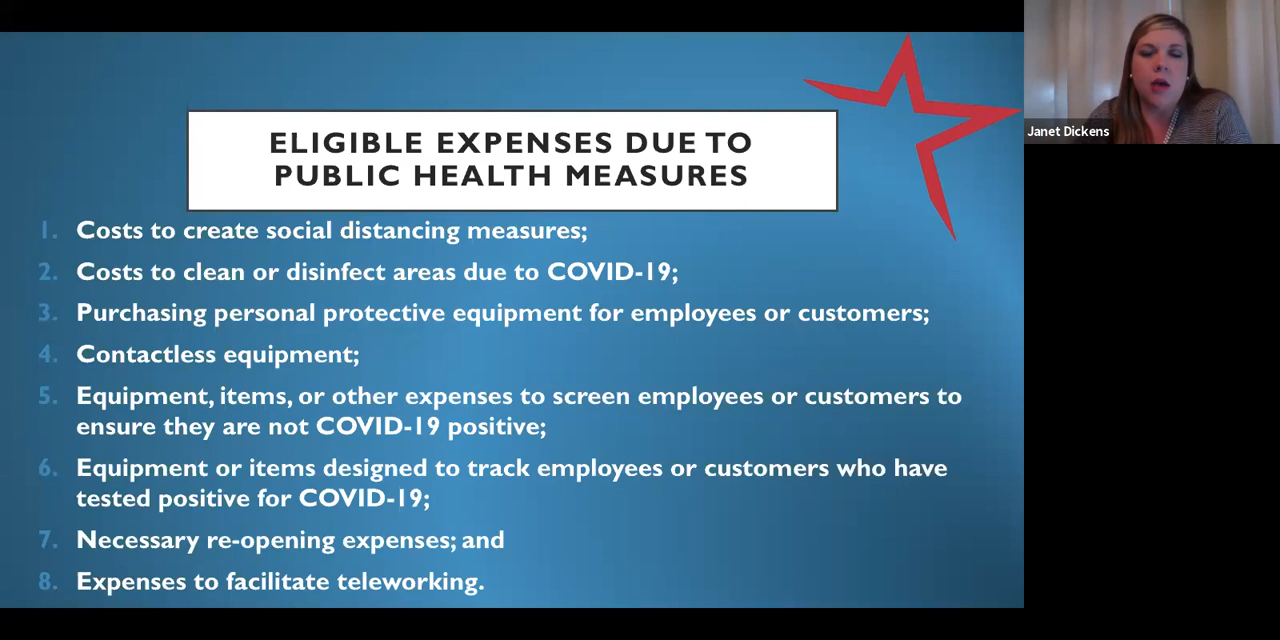 ELIGIBLE EXPENSES DUE TO
PUBLIC HEALTH MEASURES
1. Costs to create social distancing measures;
2. Costs to clean or disinfect areas due to COVID-19;
3. Purchasing personal protective equipment for employees or customers;
4. Contactless equipment;
5. Equipment, items, or other expenses to screen employees or customers to
ensure they are not COVID-19 positive;
6. Equipment or items designed to track employees or customers who have
tested positive for COVID-19;
7. Necessary re-opening expenses; and
8. Expenses to facilitate teleworking.
Janet Dickens